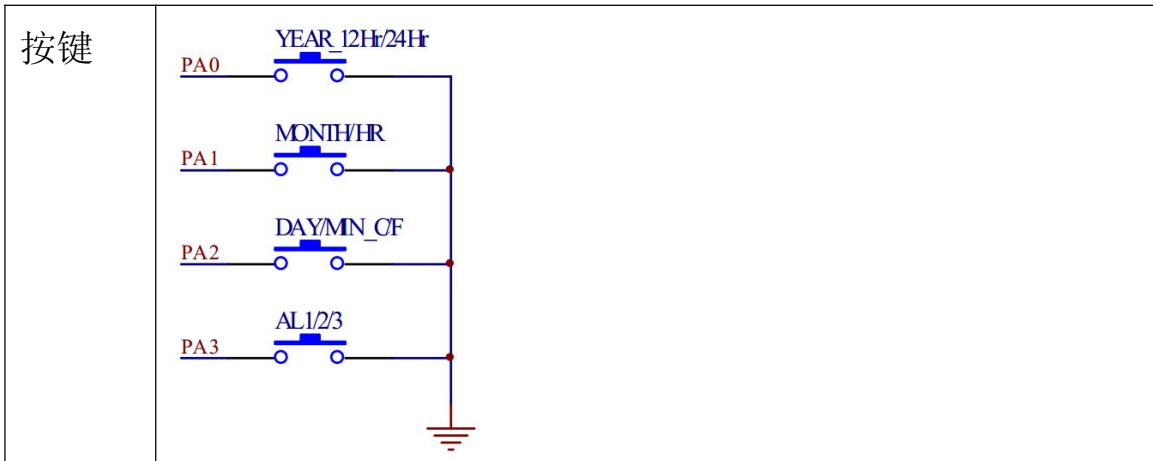 按键
YEAR_12Hr/24Hr
PA0
MONTH/HR
PA1
DAY/MIN_C/F
PA2
AL1/2/3
PA3